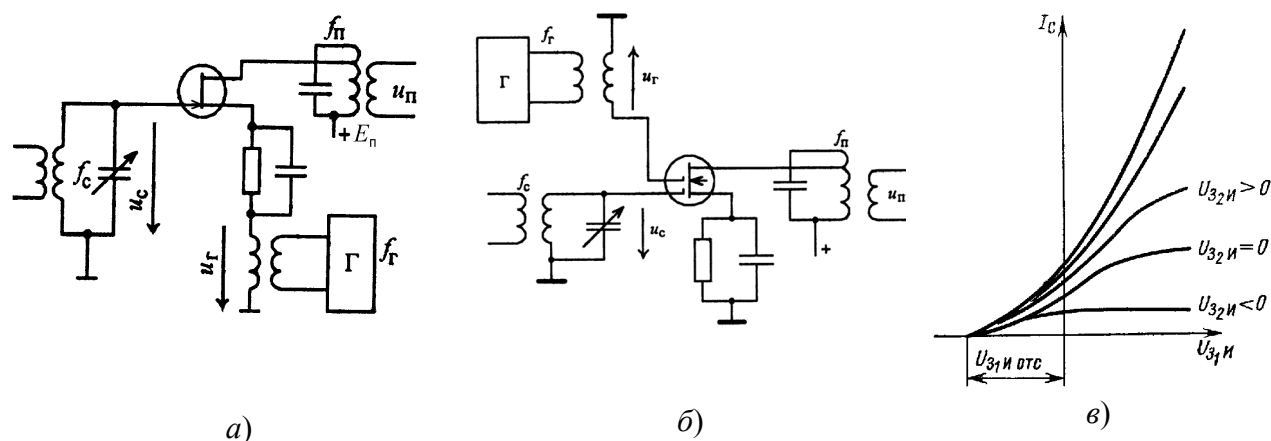 f_П
u_П
+ E_п
f_с
u_с
u_г
Г
f_Г
а)
f_г
Г
u_г
f_п
f_с
u_с
u_п
+
б)
I_С
U_З₂И > 0
U_З₂И = 0
U_З₂И < 0
U_З₁И
U_З₁И отс
в)